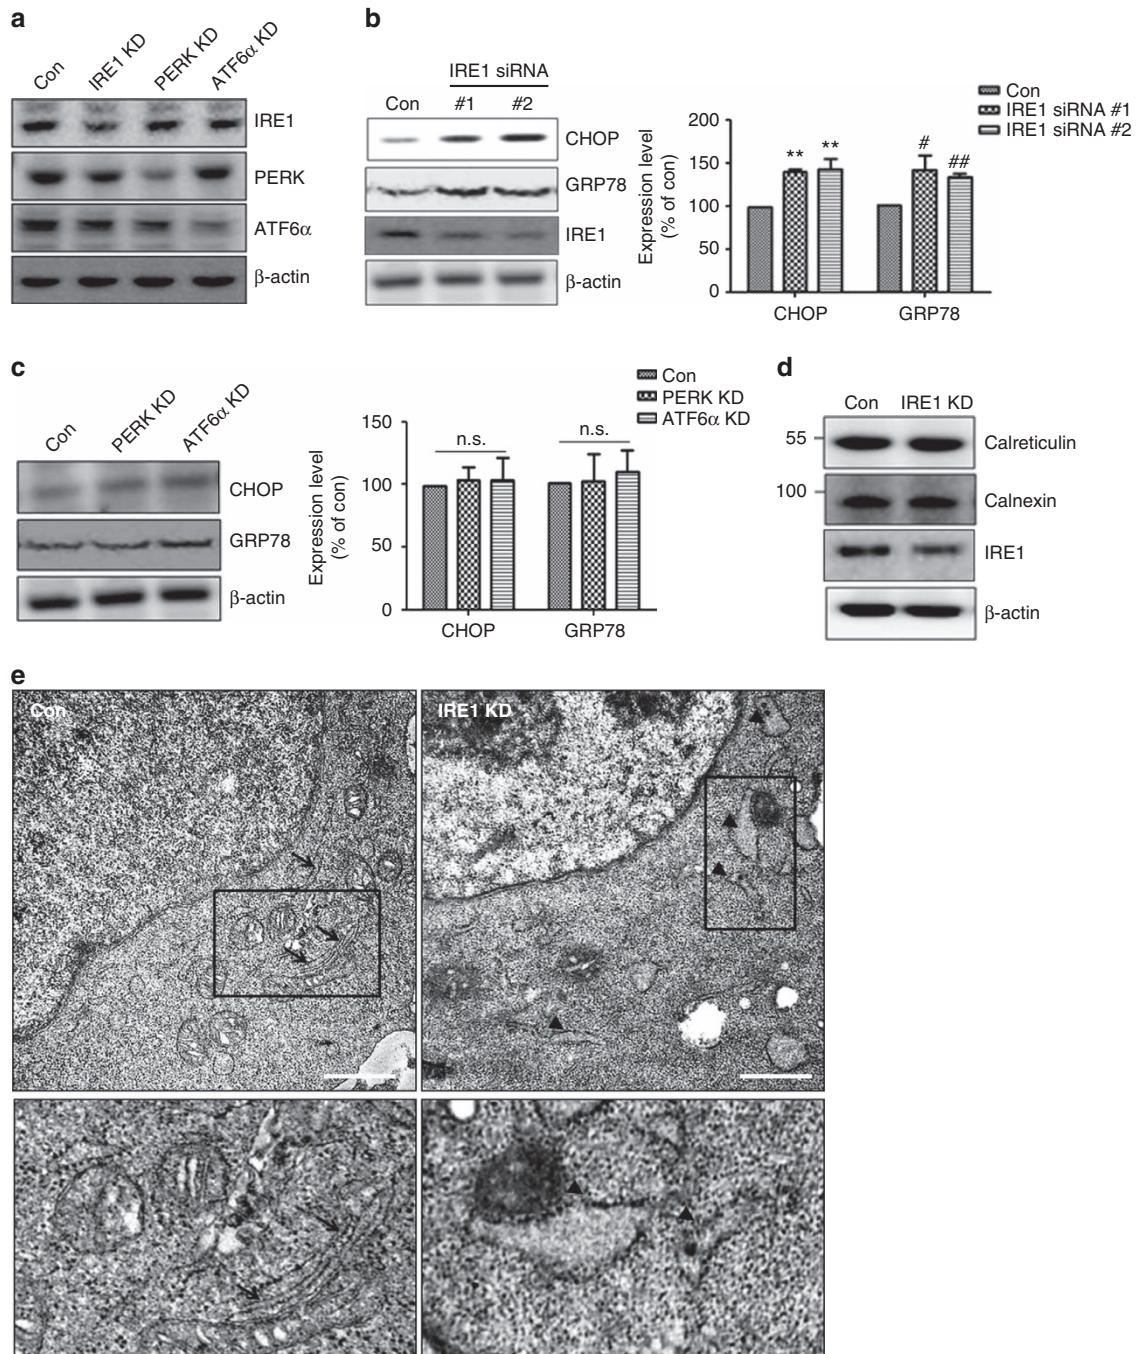 a
Con
IRE1 KD
PERK KD
ATF6α KD
IRE1
PERK
ATF6α
β-actin
b
IRE1 siRNA
Con #1 #2
CHOP
GRP78
IRE1
β-actin
Con
IRE1 siRNA #1
IRE1 siRNA #2
Expression level
(% of con)
200
150
100
50
0
** ** # ##
CHOP GRP78
c
Con
PERK KD
ATF6α KD
CHOP
GRP78
β-actin
Con
PERK KD
ATF6α KD
Expression level
(% of con)
150
100
50
0
n.s. n.s.
CHOP GRP78
d
Con IRE1 KD
55
100
Calreticulin
Calnexin
IRE1
β-actin
e
Con
IRE1 KD